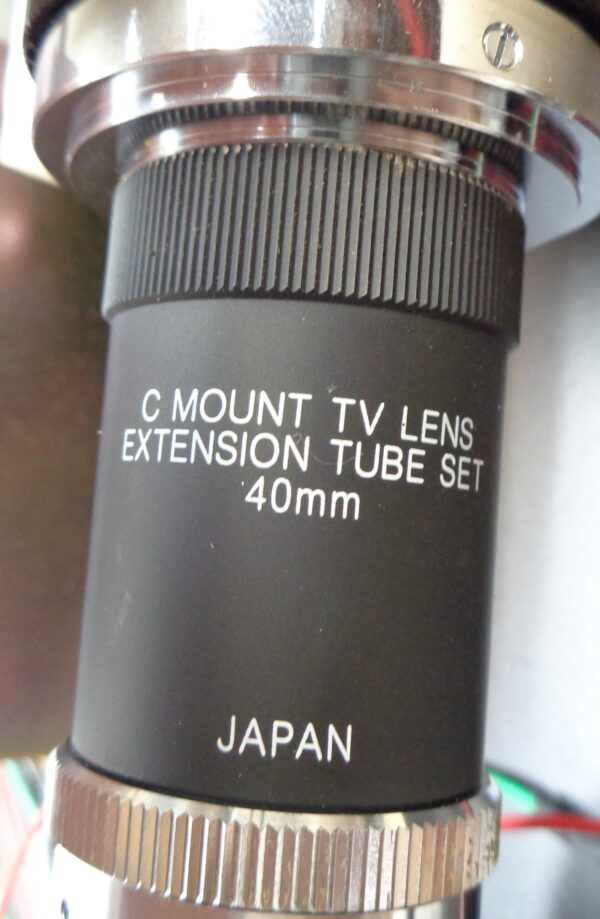 C MOUNT TV LENS
EXTENSION TUBE SET
40mm
JAPAN